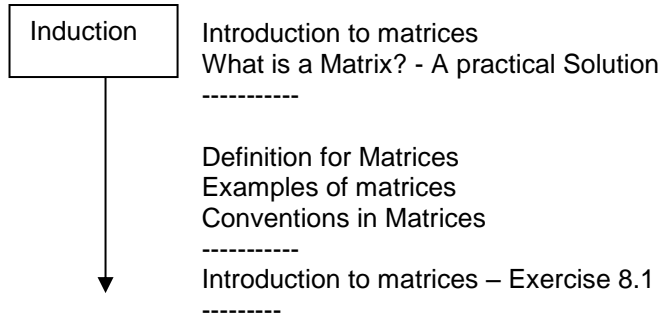 Induction
Introduction to matrices
What is a Matrix? - A practical Solution
-----------
Definition for Matrices
Examples of matrices
Conventions in Matrices
-----------
Introduction to matrices – Exercise 8.1
---------